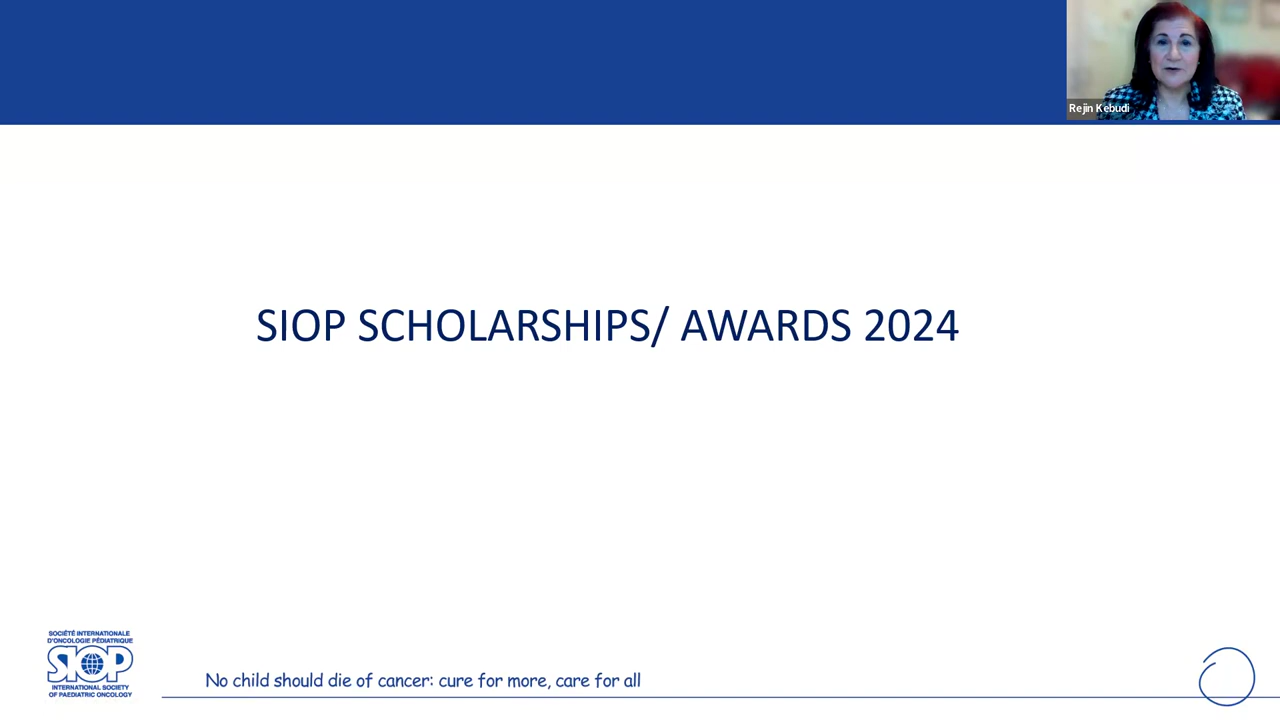 Rejin Kebudi
SIOP SCHOLARSHIPS/ AWARDS 2024
SOCIÉTÉ INTERNATIONALE
D'ONCOLOGIE PÉDIATRIQUE
SIOP
INTERNATIONAL SOCIETY
OF PAEDIATRIC ONCOLOGY
No child should die of cancer: cure for more, care for all